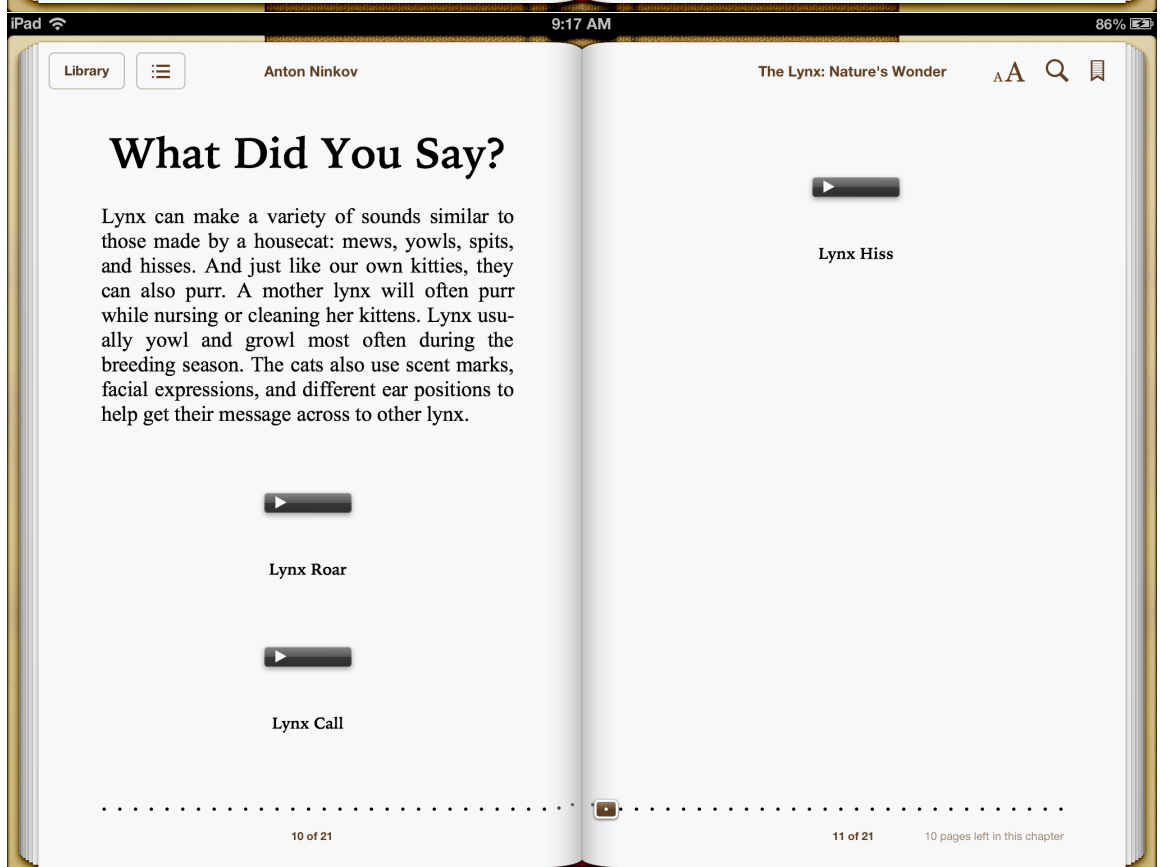 iPad 9:17 AM 86%
Library Anton Ninkov The Lynx: Nature's Wonder AA
What Did You Say?
Lynx can make a variety of sounds similar to
those made by a housecat: mews, yowls, spits,
and hisses. And just like our own kitties, they
can also purr. A mother lynx will often purr
while nursing or cleaning her kittens. Lynx usu-
ally yowl and growl most often during the
breeding season. The cats also use scent marks,
facial expressions, and different ear positions to
help get their message across to other lynx.
Lynx Roar
Lynx Call
10 of 21
Lynx Hiss
11 of 21 10 pages left in this chapter